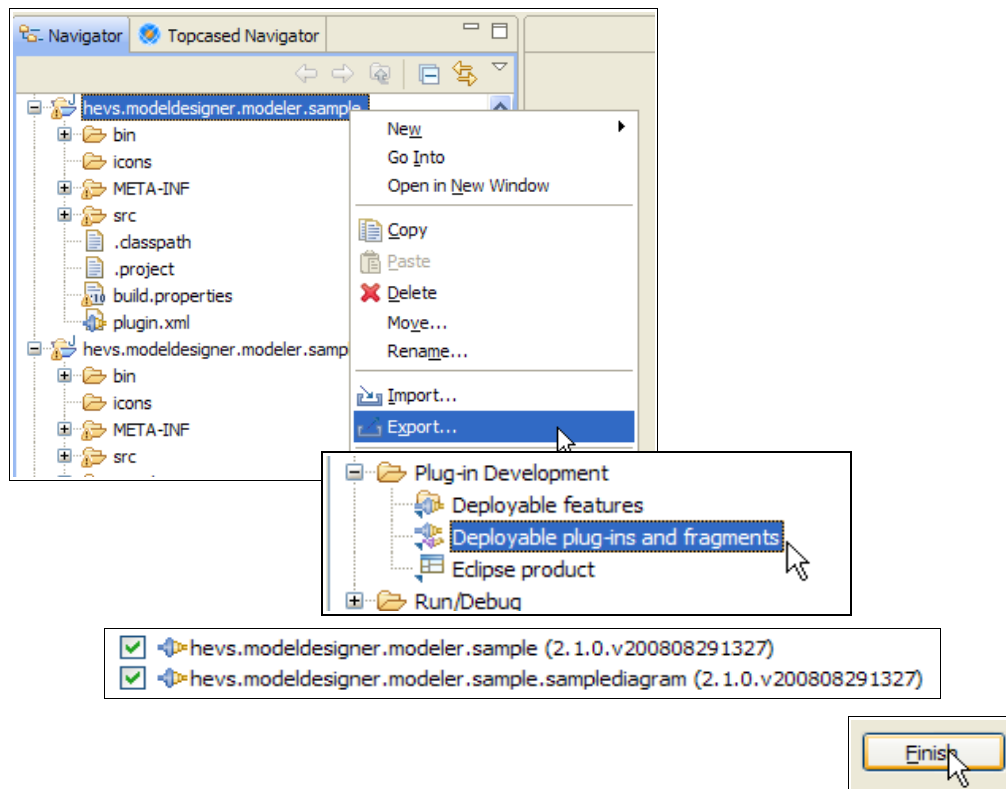 Navigator Topcased Navigator
hevs.modeldesigner.modeler.sample
bin
icons
META-INF
src
.classpath
.project
build.properties
plugin.xml
hevs.modeldesigner.modeler.samp
bin
icons
META-INF
src
New
Go Into
Open in New Window
Copy
Paste
Delete
Move...
Rename...
Import...
Export...
Plug-in Development
Deployable features
Deployable plug-ins and fragments
Eclipse product
Run/Debug
hevs.modeldesigner.modeler.sample (2.1.0.v200808291327)
hevs.modeldesigner.modeler.sample.samplediagram (2.1.0.v200808291327)
Finish